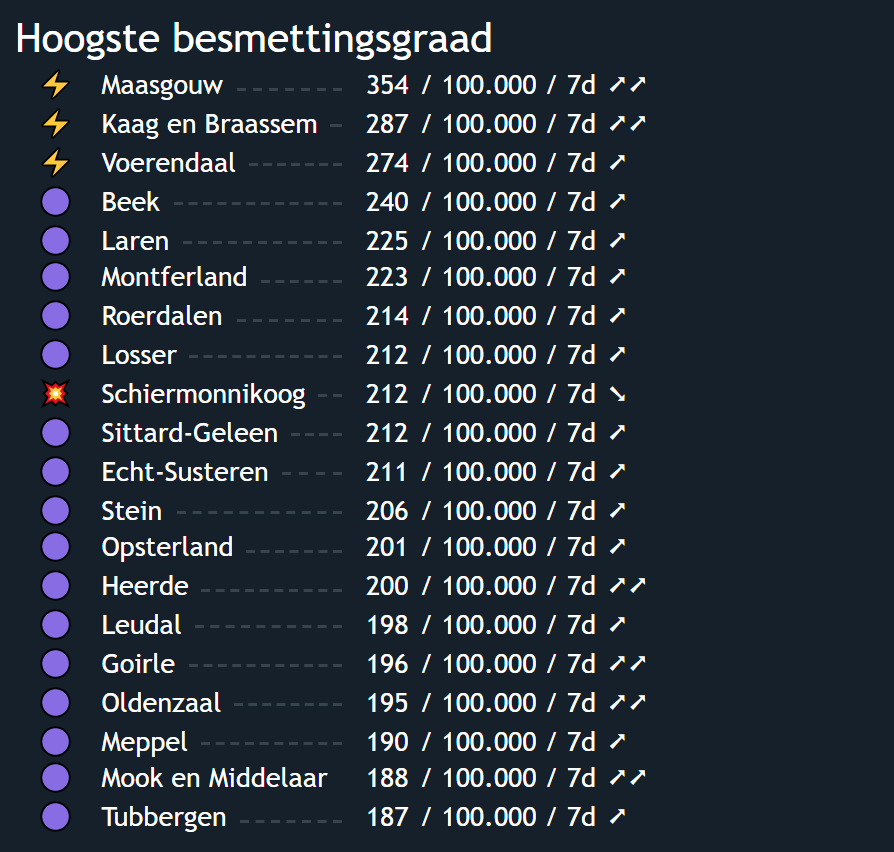 Hoogste besmettingsgraad
⚡ Maasgouw ------- 354 / 100.000 / 7d ➚➚
⚡ Kaag en Braassem - 287 / 100.000 / 7d ➚➚
⚡ Voerendaal ------ 274 / 100.000 / 7d ➚
🟣 Beek ----------- 240 / 100.000 / 7d ➚
🟣 Laren ---------- 225 / 100.000 / 7d ➚
🟣 Montferland ----- 223 / 100.000 / 7d ➚
🟣 Roerdalen ------- 214 / 100.000 / 7d ➚
🟣 Losser ---------- 212 / 100.000 / 7d ➚
💥 Schiermonnikoog -- 212 / 100.000 / 7d ➘
🟣 Sittard-Geleen ---- 212 / 100.000 / 7d ➚
🟣 Echt-Susteren ---- 211 / 100.000 / 7d ➚
🟣 Stein ----------- 206 / 100.000 / 7d ➚
🟣 Opsterland ------ 201 / 100.000 / 7d ➚
🟣 Heerde --------- 200 / 100.000 / 7d ➚➚
🟣 Leudal ---------- 198 / 100.000 / 7d ➚
🟣 Goirle ---------- 196 / 100.000 / 7d ➚➚
🟣 Oldenzaal ------- 195 / 100.000 / 7d ➚➚
🟣 Meppel --------- 190 / 100.000 / 7d ➚
🟣 Mook en Middelaar 188 / 100.000 / 7d ➚➚
🟣 Tubbergen ------- 187 / 100.000 / 7d ➚